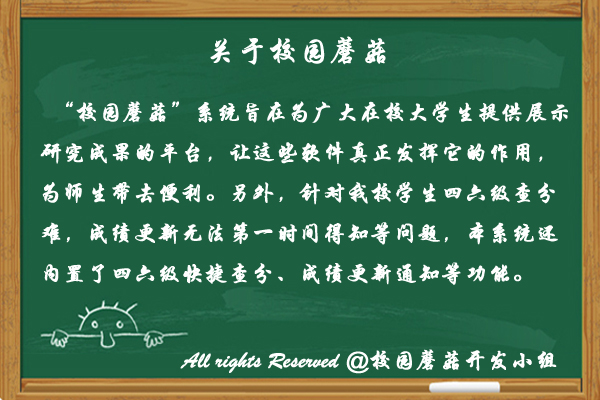 关于校园蘑菇
“校园蘑菇”系统旨在为广大在校大学生提供展示
研究成果的平台，让这些软件真正发挥它的作用，
为师生带去便利。另外，针对我校学生四六级查分
难，成绩更新无法第一时间得知等问题，本系统还
内置了四六级快捷查分、成绩更新通知等功能。
All rights Reserved @校园蘑菇开发小组